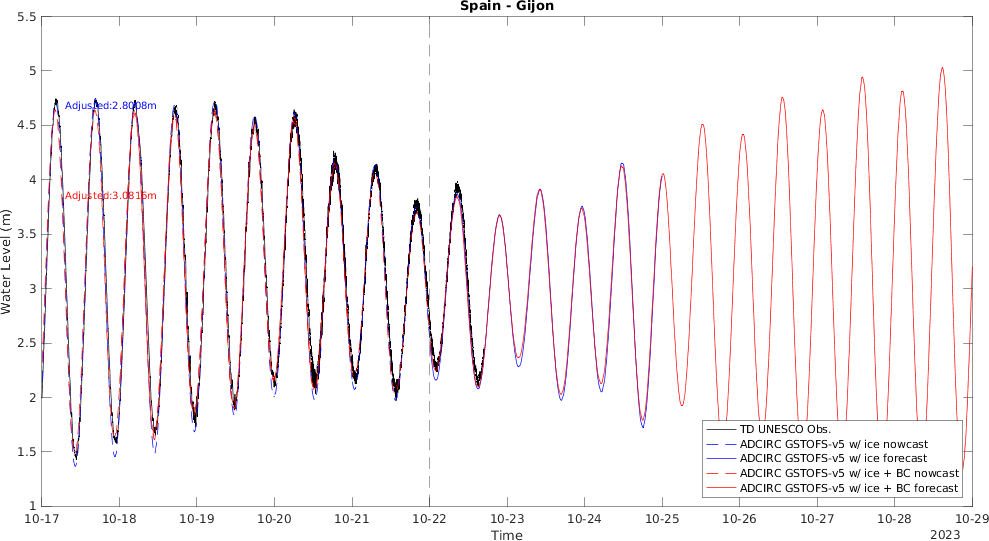 Spain - Gijon
5.5
5
4.5
4
3.5
3
2.5
2
1.5
1
Water Level (m)
Adjusted:2.8008m
Adjusted:3.0816m
TD UNESCO Obs.
ADCIRC GSTOFS-v5 w/ ice nowcast
ADCIRC GSTOFS-v5 w/ ice forecast
ADCIRC GSTOFS-v5 w/ ice + BC nowcast
ADCIRC GSTOFS-v5 w/ ice + BC forecast
10-17 10-18 10-19 10-20 10-21 10-22 10-23 10-24 10-25 10-26 10-27 10-28 10-29
Time
2023